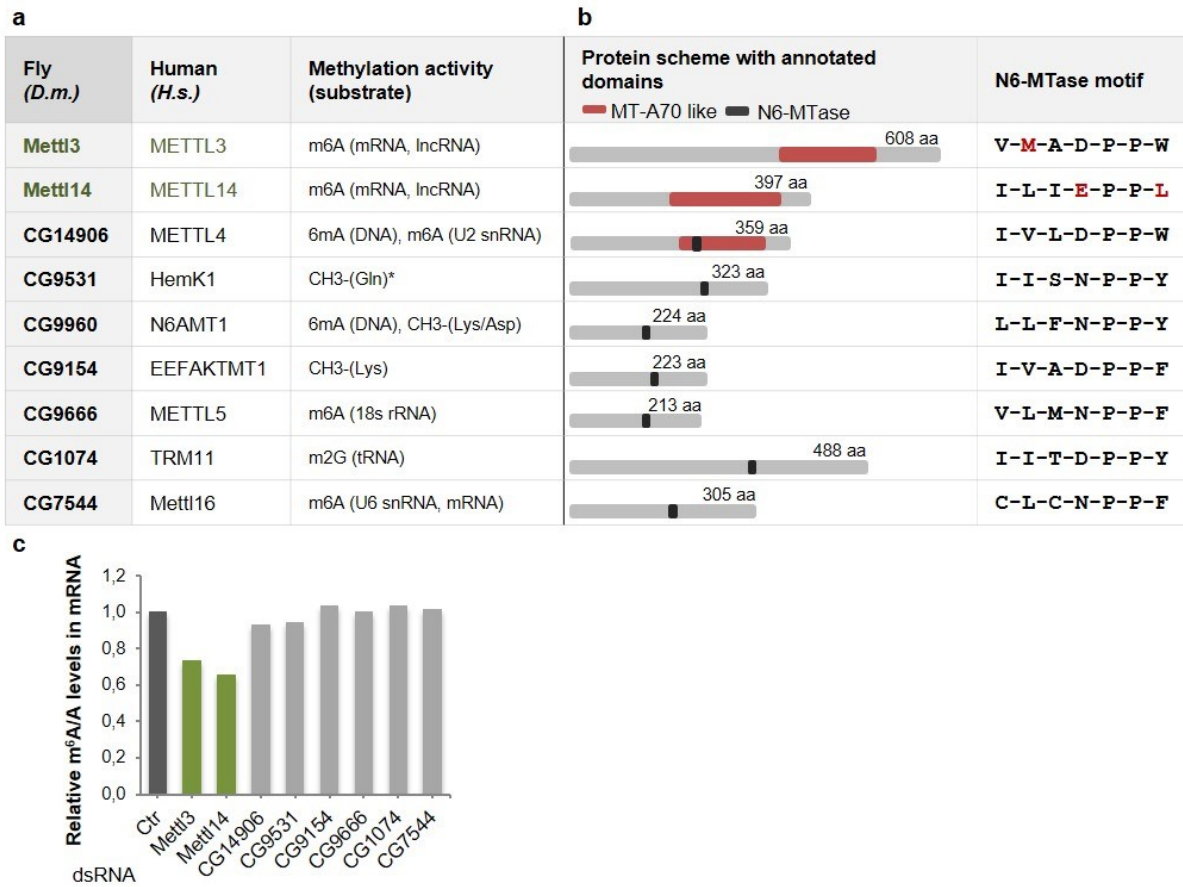 a
b
Fly
(D.m.)
Human
(H.s.)
Methylation activity
(substrate)
Protein scheme with annotated
domains
MT-A70 like N6-MTase
N6-MTase motif
Mettl3 METTL3 m6A (mRNA, lncRNA) 608 aa V-M-A-D-P-P-W
Mettl14 METTL14 m6A (mRNA, lncRNA) 397 aa I-L-I-E-P-P-L
CG14906 METTL4 6mA (DNA), m6A (U2 snRNA) 359 aa I-V-L-D-P-P-W
CG9531 HemK1 CH3-(Gln)* 323 aa I-I-S-N-P-P-Y
CG9960 N6AMT1 6mA (DNA), CH3-(Lys/Asp) 224 aa L-L-F-N-P-P-Y
CG9154 EEFAKTMT1 CH3-(Lys) 223 aa I-V-A-D-P-P-F
CG9666 METTL5 m6A (18s rRNA) 213 aa V-L-M-N-P-P-F
CG1074 TRM11 m2G (tRNA) 488 aa I-I-T-D-P-P-Y
CG7544 Mettl16 m6A (U6 snRNA, mRNA) 305 aa C-L-C-N-P-P-F
c
Relative m⁶A/A levels in mRNA
1,2
1,0
0,8
0,6
0,4
0,2
0,0
Ctr
Mettl3
Mettl14
CG14906
CG9531
CG9154
CG9666
CG1074
CG7544
dsRNA